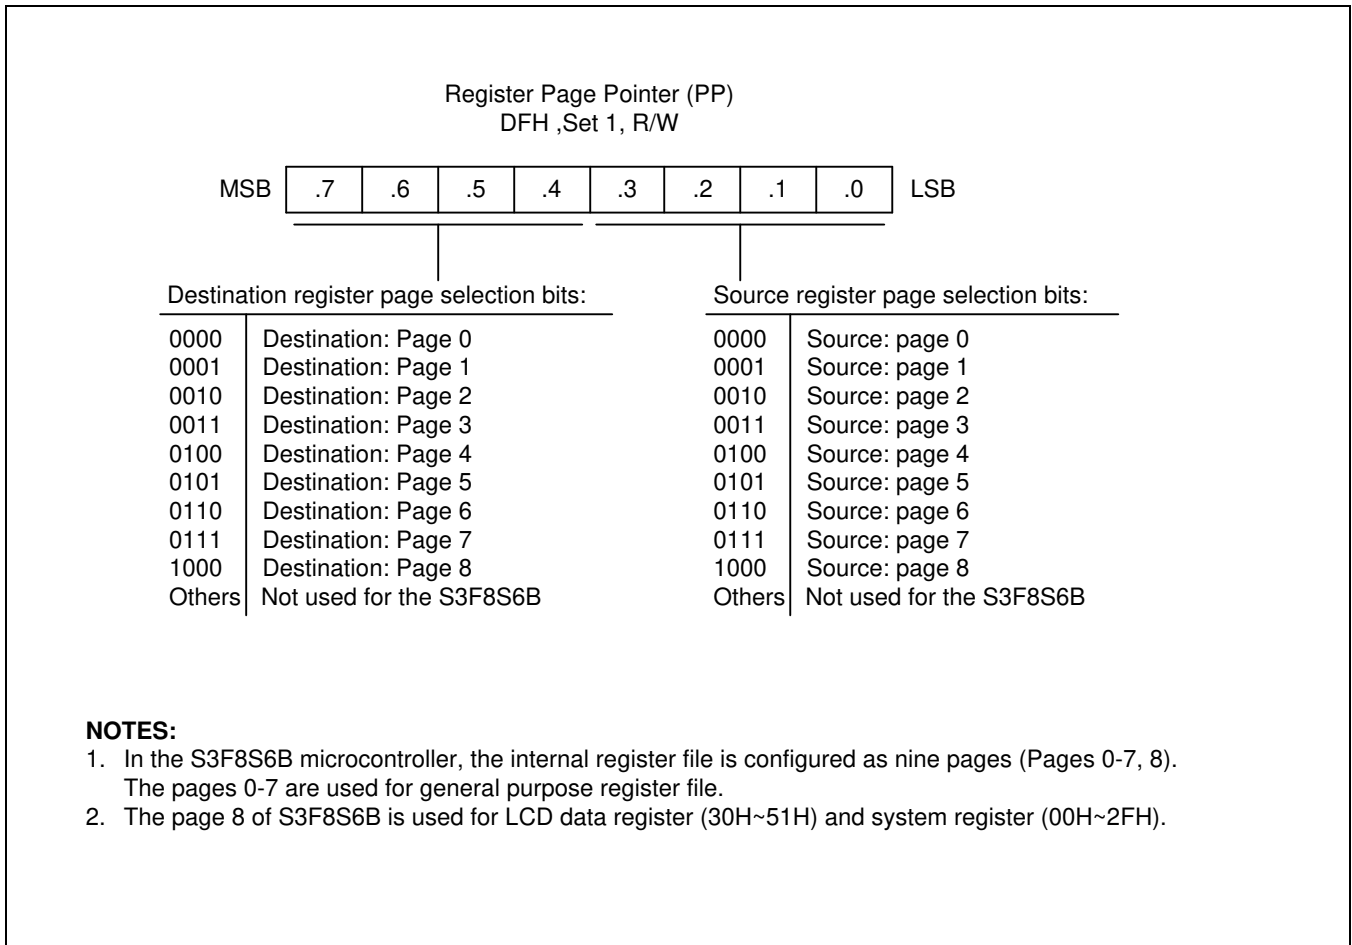 Register Page Pointer (PP)
DFH ,Set 1, R/W
MSB .7 .6 .5 .4 .3 .2 .1 .0 LSB
Destination register page selection bits: Source register page selection bits:
0000 Destination: Page 0 0000 Source: page 0
0001 Destination: Page 1 0001 Source: page 1
0010 Destination: Page 2 0010 Source: page 2
0011 Destination: Page 3 0011 Source: page 3
0100 Destination: Page 4 0100 Source: page 4
0101 Destination: Page 5 0101 Source: page 5
0110 Destination: Page 6 0110 Source: page 6
0111 Destination: Page 7 0111 Source: page 7
1000 Destination: Page 8 1000 Source: page 8
Others Not used for the S3F8S6B Others Not used for the S3F8S6B
NOTES:
1. In the S3F8S6B microcontroller, the internal register file is configured as nine pages (Pages 0-7, 8).
The pages 0-7 are used for general purpose register file.
2. The page 8 of S3F8S6B is used for LCD data register (30H~51H) and system register (00H~2FH).